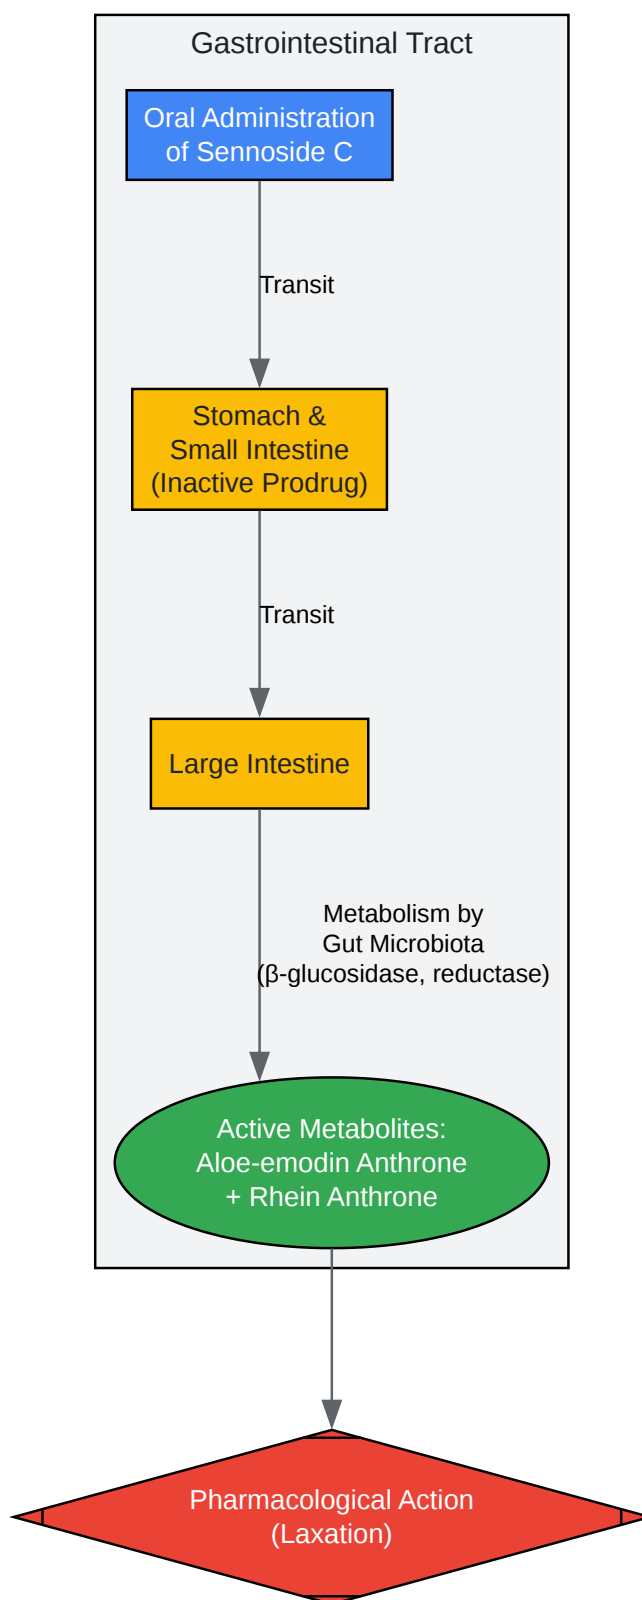 Gastrointestinal Tract
Oral Administration
of Sennoside C
Transit
Stomach &
Small Intestine
(Inactive Prodrug)
Transit
Large Intestine
Metabolism by
Gut Microbiota
(β-glucosidase, reductase)
Active Metabolites:
Aloe-emodin Anthrone
+ Rhein Anthrone
Pharmacological Action
(Laxation)